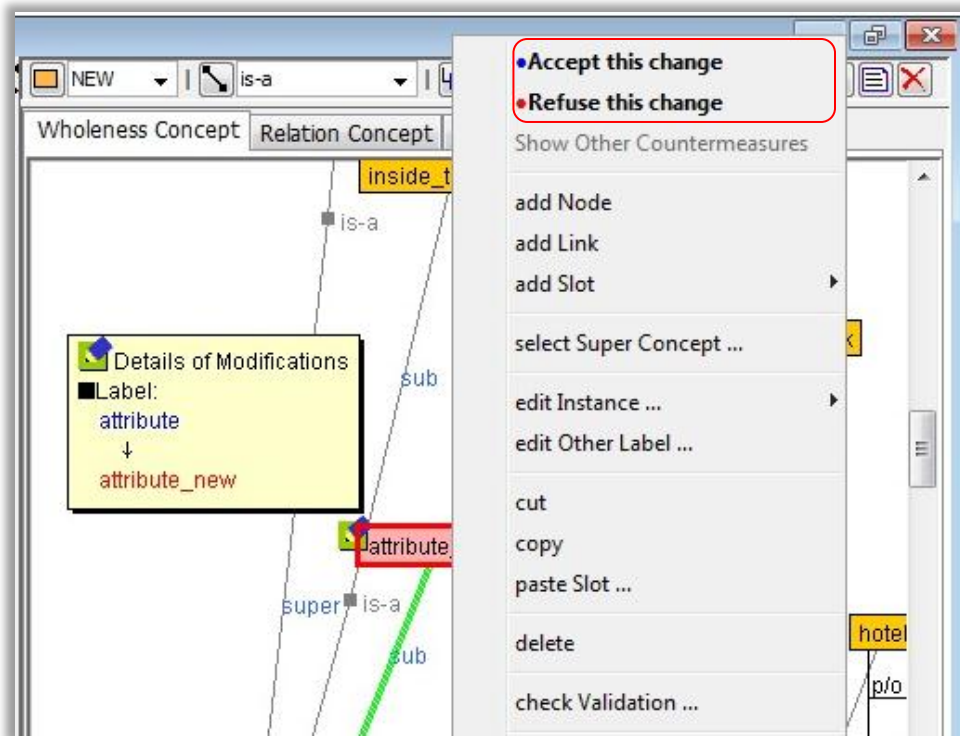 NEW
is-a
Wholeness Concept
Relation Concept
inside_t
is-a
Details of Modifications
Label:
attribute
↓
attribute_new
sub
attribute_
super
is-a
sub
•Accept this change
•Refuse this change
Show Other Countermeasures
add Node
add Link
add Slot
select Super Concept ...
edit Instance ...
edit Other Label ...
cut
copy
paste Slot ...
delete
check Validation ...
hotel
p/o